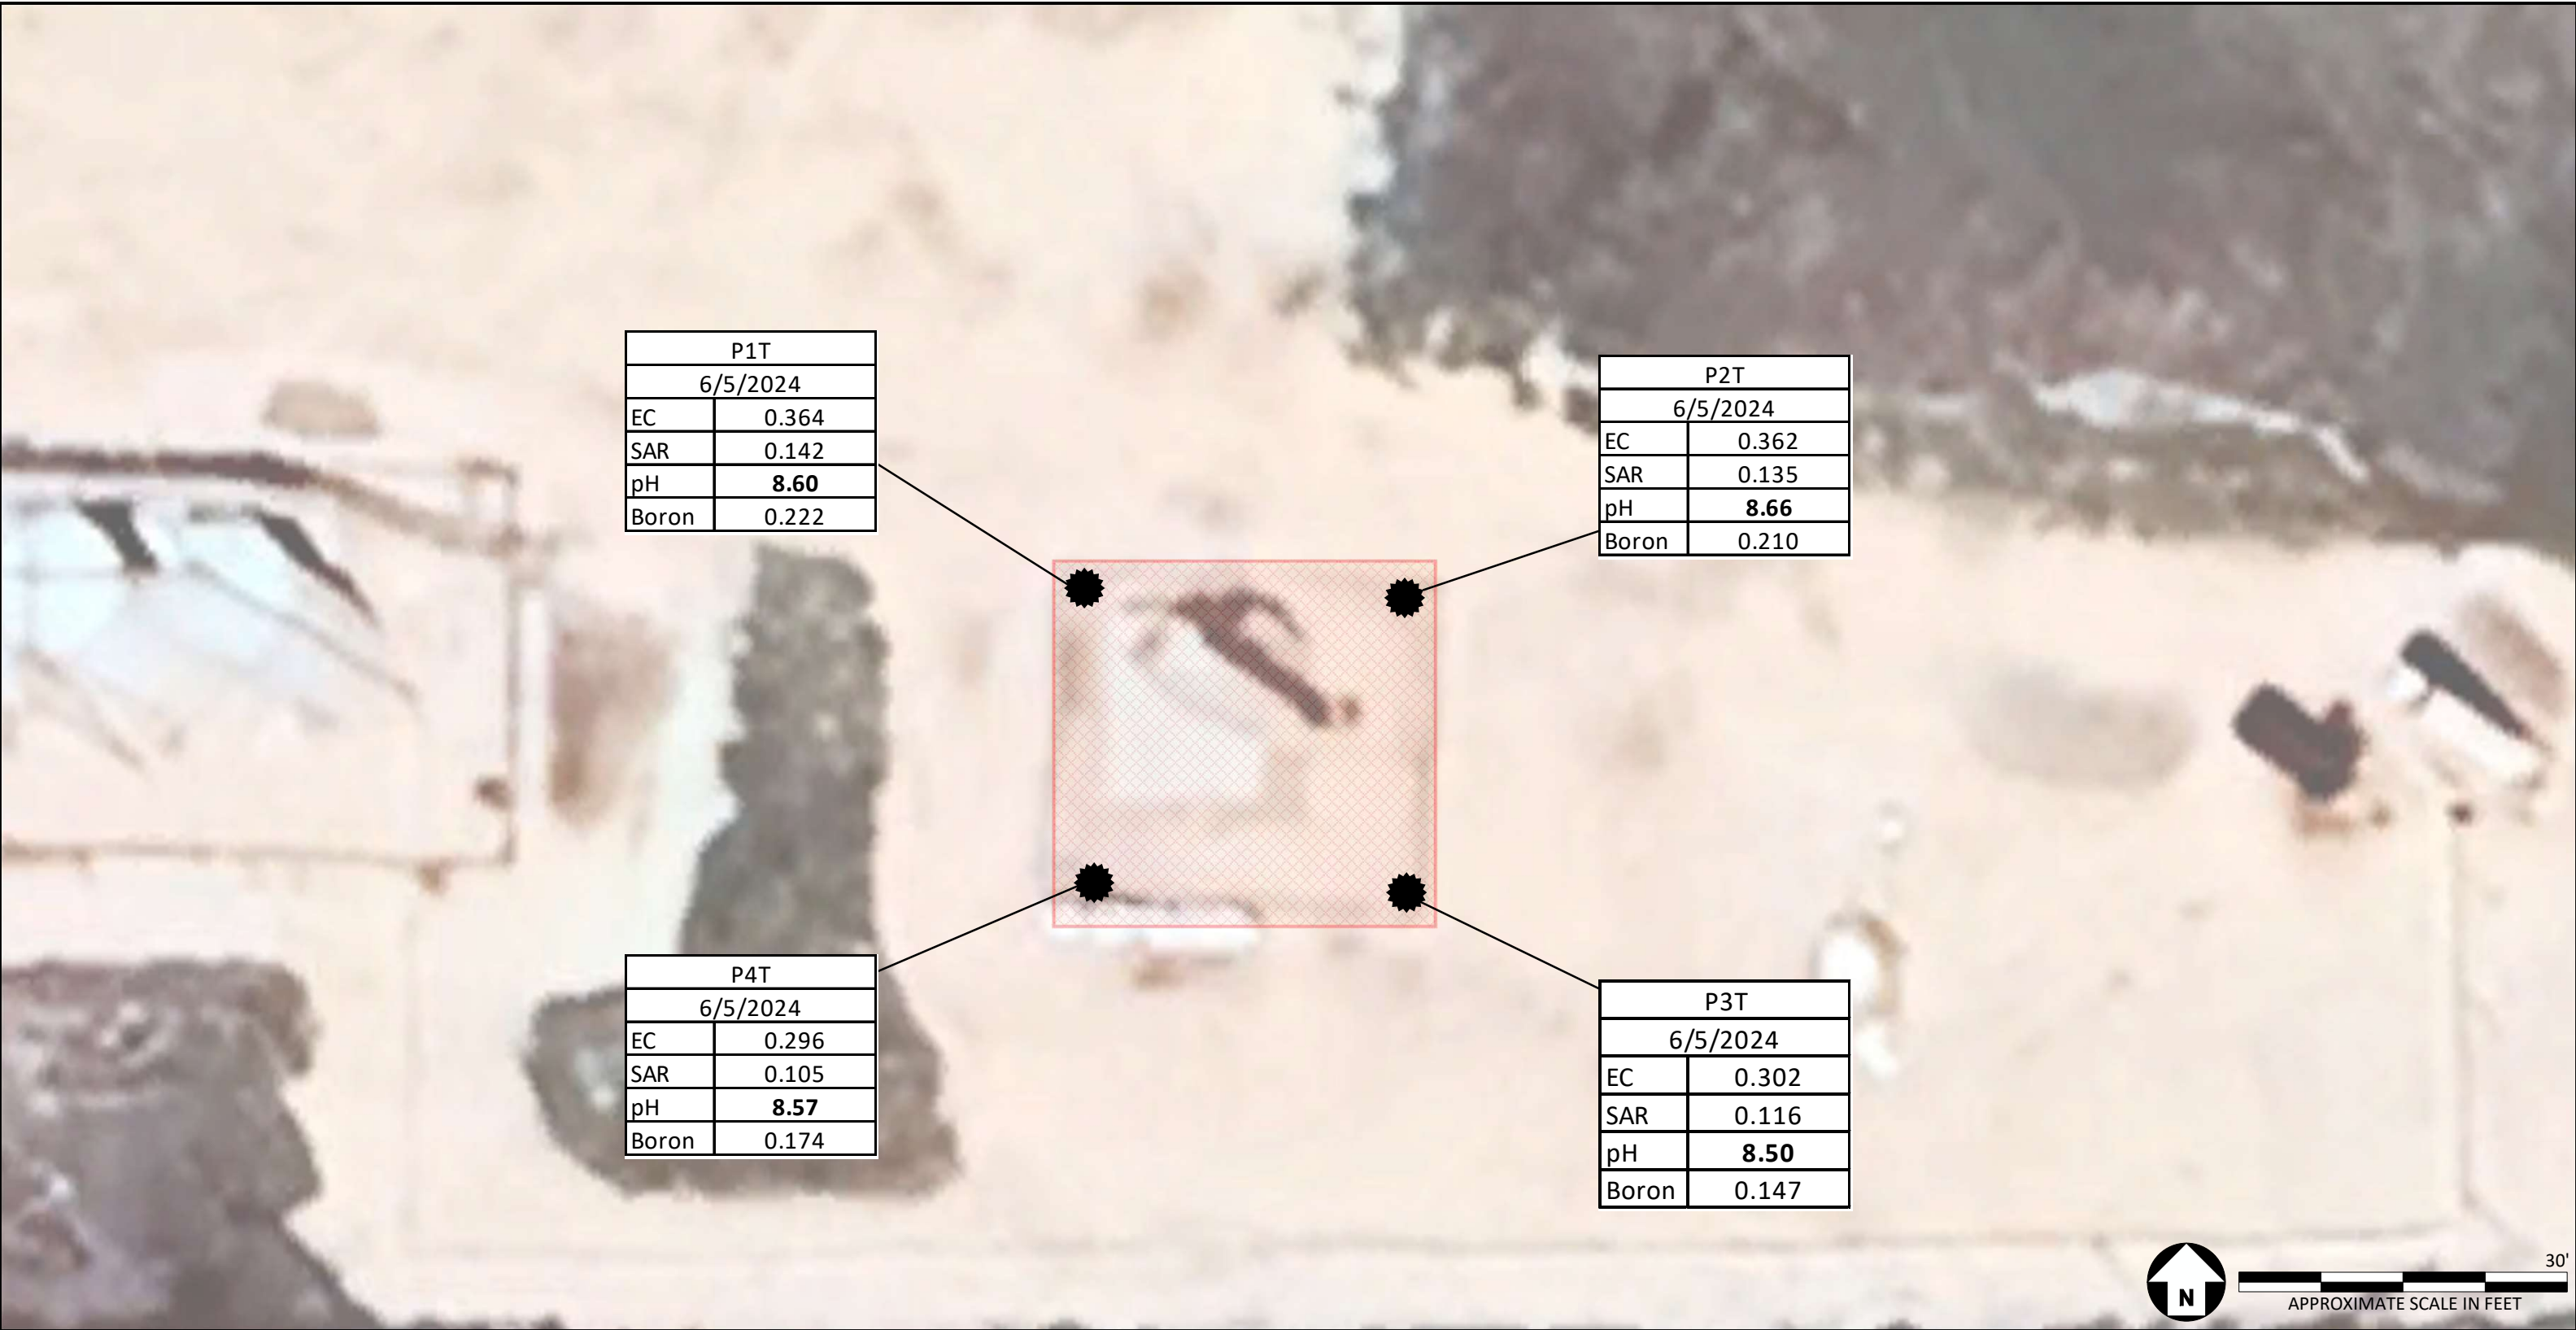 P1T
6/5/2024
EC 0.364
SAR 0.142
pH 8.60
Boron 0.222
P2T
6/5/2024
EC 0.362
SAR 0.135
pH 8.66
Boron 0.210
P4T
6/5/2024
EC 0.296
SAR 0.105
pH 8.57
Boron 0.174
P3T
6/5/2024
EC 0.302
SAR 0.116
pH 8.50
Boron 0.147
N
30'
APPROXIMATE SCALE IN FEET